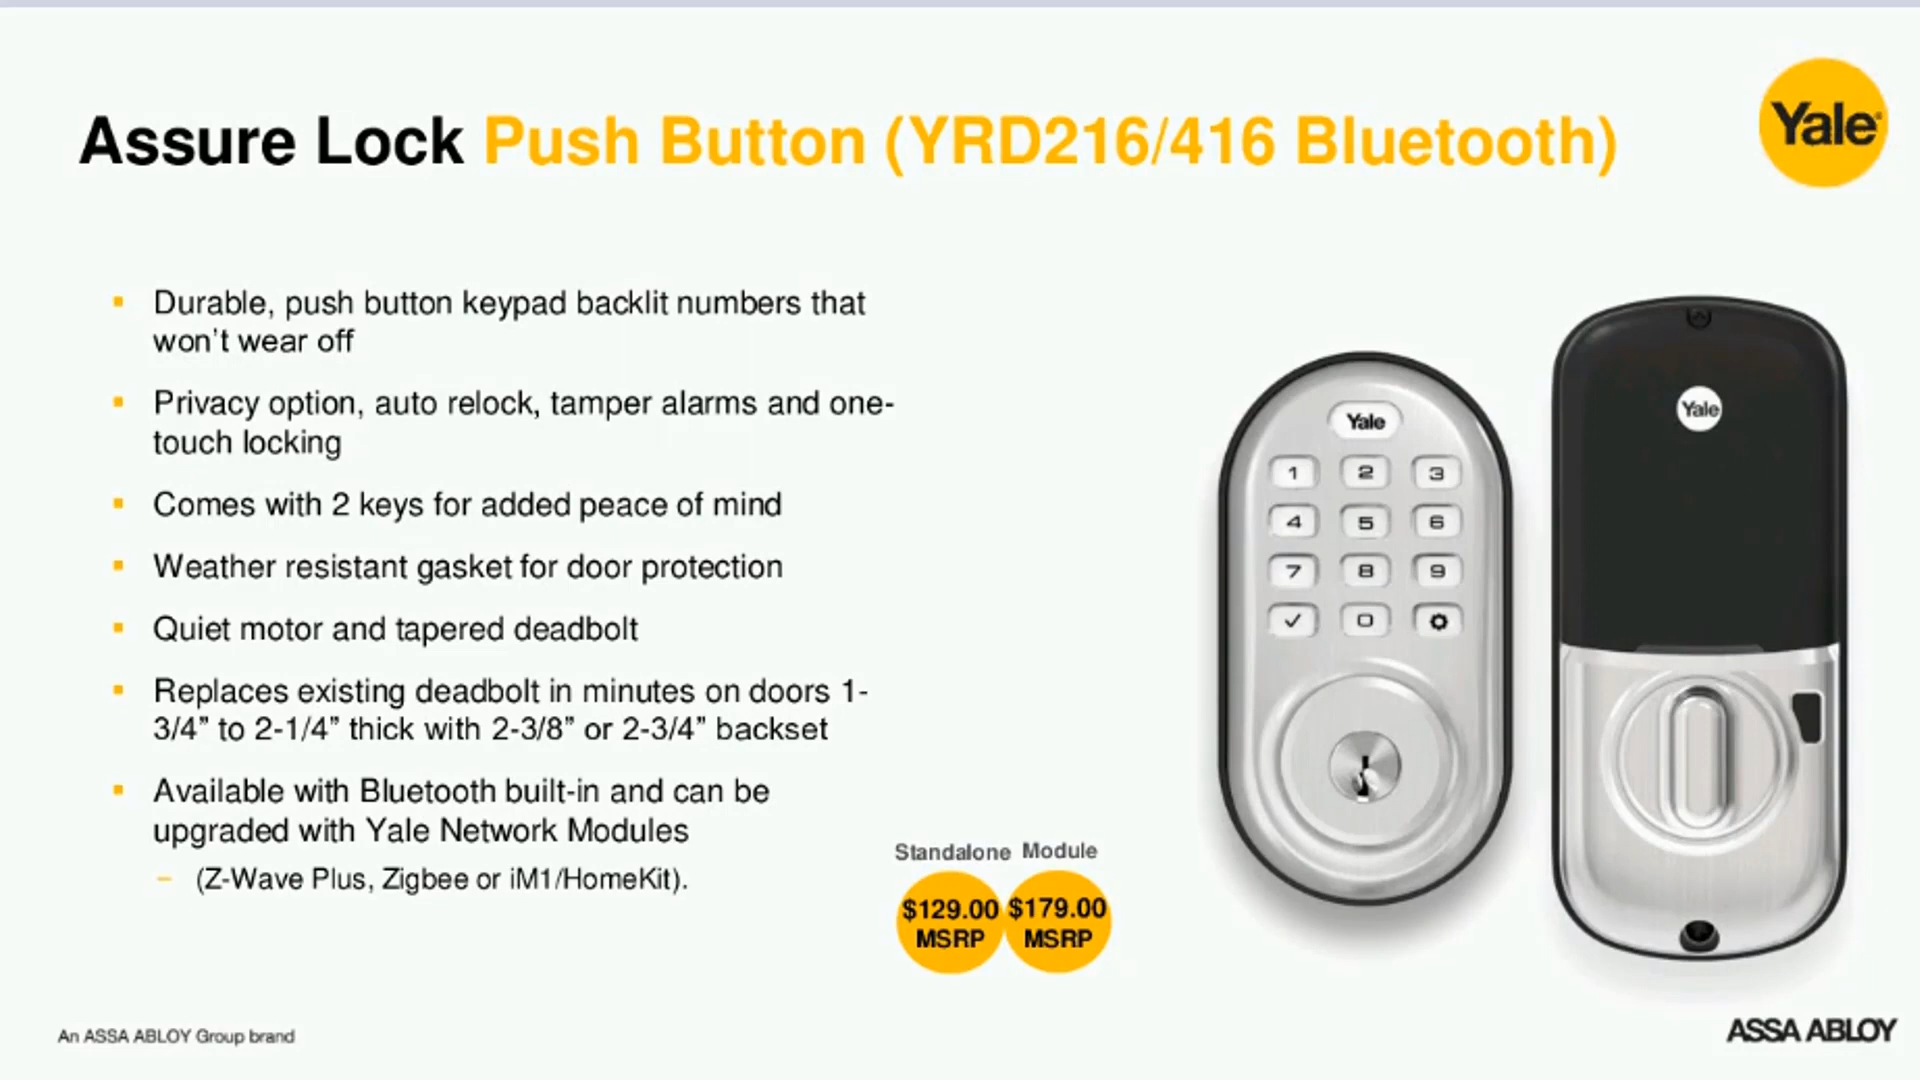 Assure Lock Push Button (YRD216/416 Bluetooth)
Yale
Durable, push button keypad backlit numbers that
won't wear off
Privacy option, auto relock, tamper alarms and one-
touch locking
Comes with 2 keys for added peace of mind
Weather resistant gasket for door protection
Quiet motor and tapered deadbolt
Replaces existing deadbolt in minutes on doors 1-
3/4” to 2-1/4” thick with 2-3/8” or 2-3/4” backset
Available with Bluetooth built-in and can be
upgraded with Yale Network Modules
– (Z-Wave Plus, Zigbee or iM1/HomeKit).
Standalone Module
$129.00 $179.00
MSRP MSRP
Yale
1 2 3
4 5 6
7 8 9
0
Yale
An ASSA ABLOY Group brand
ASSA ABLOY